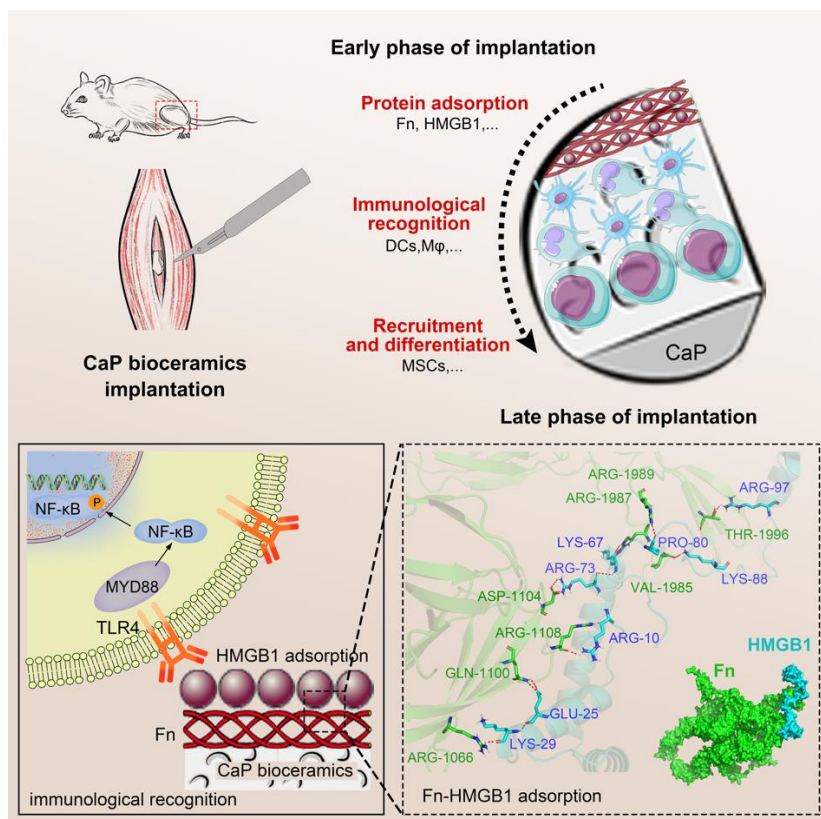 Early phase of implantation
Protein adsorption
Fn, HMGB1,...
Immunological
recognition
DCs,Mφ,...
Recruitment
and differentiation
MSCs,...
CaP
CaP bioceramics
implantation
Late phase of implantation
NF-κB
P
NF-κB
MYD88
TLR4
HMGB1 adsorption
Fn
CaP bioceramics
immunological recognition
ARG-1989
ARG-1987
ARG-97
THR-1996
LYS-67
PRO-80
ARG-73
LYS-88
VAL-1985
ASP-1104
ARG-1108
ARG-10
GLN-1100
GLU-25
ARG-1066
LYS-29
HMGB1
Fn
Fn-HMGB1 adsorption